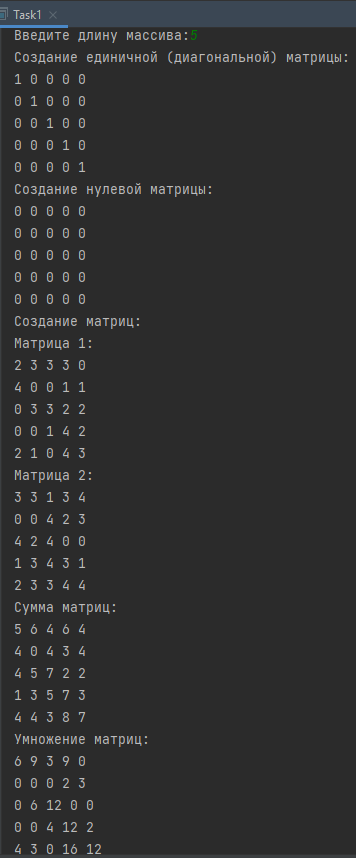 Task1
Введите длину массива:5
Создание единичной (диагональной) матрицы:
1 0 0 0 0
0 1 0 0 0
0 0 1 0 0
0 0 0 1 0
0 0 0 0 1
Создание нулевой матрицы:
0 0 0 0 0
0 0 0 0 0
0 0 0 0 0
0 0 0 0 0
0 0 0 0 0
Создание матриц:
Матрица 1:
2 3 3 3 0
4 0 0 1 1
0 3 3 2 2
0 0 1 4 2
2 1 0 4 3
Матрица 2:
3 3 1 3 4
0 0 4 2 3
4 2 4 0 0
1 3 4 3 1
2 3 3 4 4
Сумма матриц:
5 6 4 6 4
4 0 4 3 4
4 5 7 2 2
1 3 5 7 3
4 4 3 8 7
Умножение матриц:
6 9 3 9 0
0 0 0 2 3
0 6 12 0 0
0 0 4 12 2
4 3 0 16 12